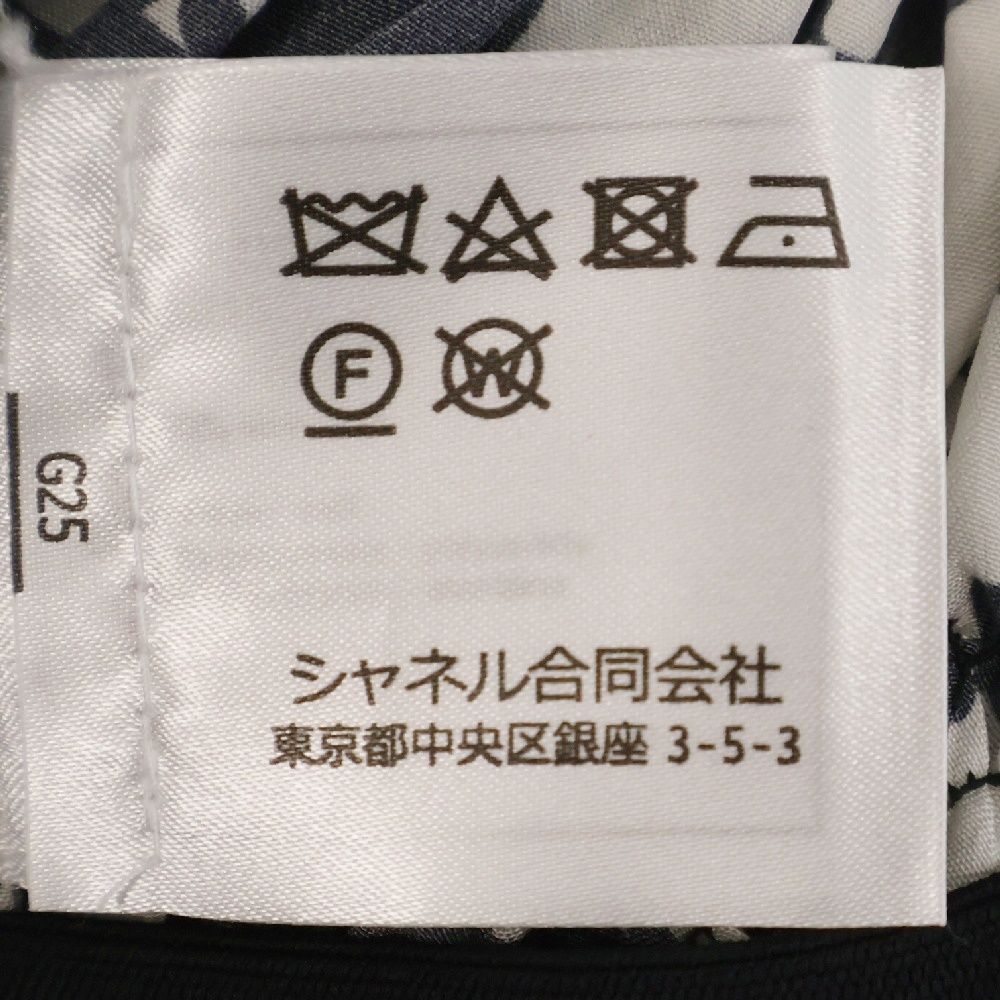 F W
G25
シャネル合同会社
東京都中央区銀座 3-5-3